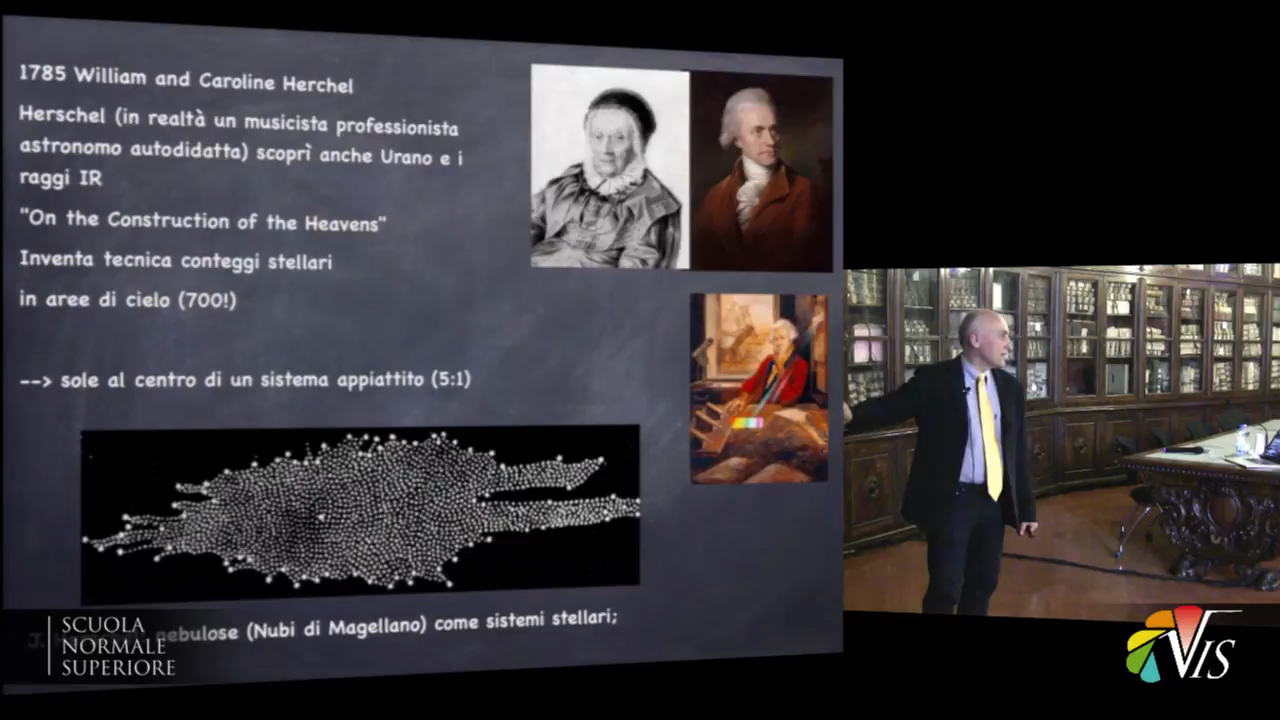 1785 William and Caroline Herchel
Herschel (in realtà un musicista professionista
astronomo autodidatta) scoprì anche Urano e i
raggi IR
"On the Construction of the Heavens"
Inventa tecnica conteggi stellari
in aree di cielo (700!)
--> sole al centro di un sistema appiattito (5:1)
nebulose (Nubi di Magellano) come sistemi stellari;
SCUOLA
NORMALE
SUPERIORE
VIS